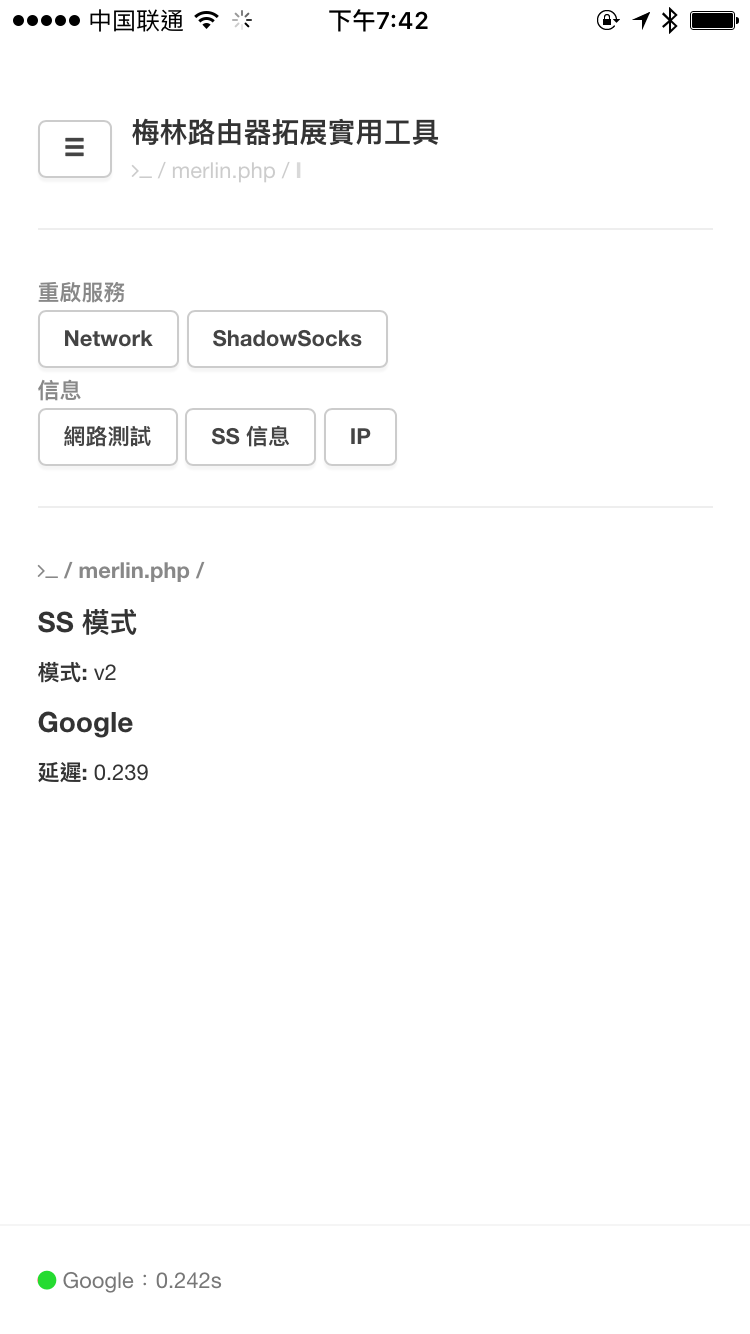 中国联通 下午7:42
☰ 梅林路由器拓展實用工具
>_ / merlin.php /
重啟服務
Network ShadowSocks
信息
網路測試 SS 信息 IP
>_ / merlin.php /
SS 模式
模式: v2
Google
延遲: 0.239
Google：0.242s